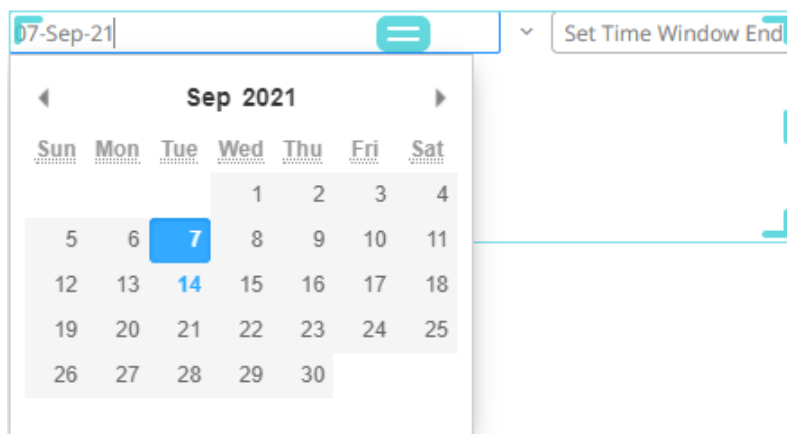 07-Sep-21 Set Time Window End
Sep 2021
Sun Mon Tue Wed Thu Fri Sat
1 2 3 4
5 6 7 8 9 10 11
12 13 14 15 16 17 18
19 20 21 22 23 24 25
26 27 28 29 30